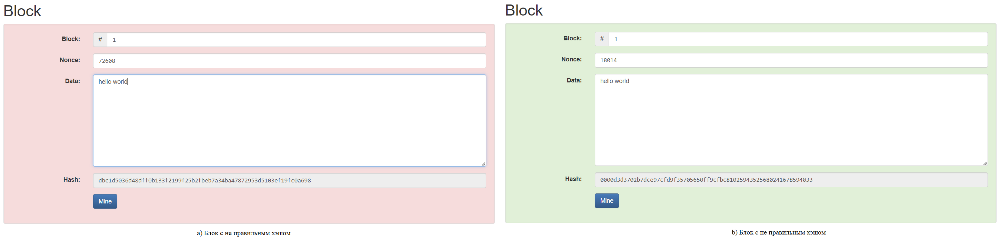 Block
Block: # 1
Nonce: 72608
Data: hello world
Hash: dbc1d5036d48dff0b133f2199f25b2fbeb7a34ba47872953d5103ef19fc0a698
Mine
a) Блок с не правильным хэшом
Block
Block: # 1
Nonce: 18014
Data: hello world
Hash: 0000d3d3702b7dce97cfd9f35705650ff9cfbc81025943525680241678594033
Mine
b) Блок с не правильным хэшом